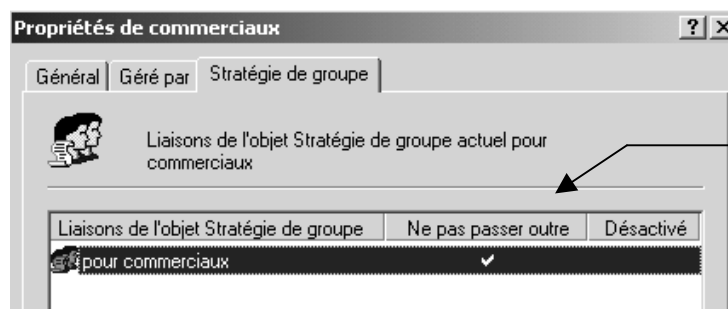 Propriétés de commerciaux
Général Géré par Stratégie de groupe
Liaisons de l'objet Stratégie de groupe actuel pour
commerciaux
Liaisons de l'objet Stratégie de groupe Ne pas passer outre Désactivé
pour commerciaux